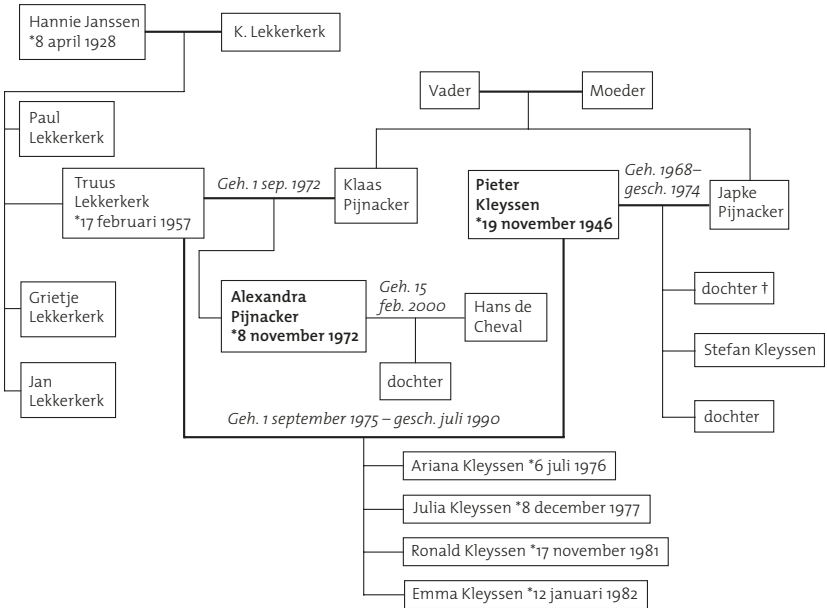 Hannie Janssen
*8 april 1928
K. Lekkerkerk
Vader
Moeder
Paul
Lekkerkerk
Truus
Lekkerkerk
*17 februari 1957
Geh. 1 sep. 1972
Klaas
Pijnacker
Pieter
Kleyssen
*19 november 1946
Geh. 1968–
gesch. 1974
Japke
Pijnacker
Grietje
Lekkerkerk
Alexandra
Pijnacker
*8 november 1972
Geh. 15
feb. 2000
Hans de
Cheval
dochter †
Stefan Kleyssen
Jan
Lekkerkerk
dochter
dochter
Geh. 1 september 1975 – gesch. juli 1990
Ariana Kleyssen *6 juli 1976
Julia Kleyssen *8 december 1977
Ronald Kleyssen *17 november 1981
Emma Kleyssen *12 januari 1982